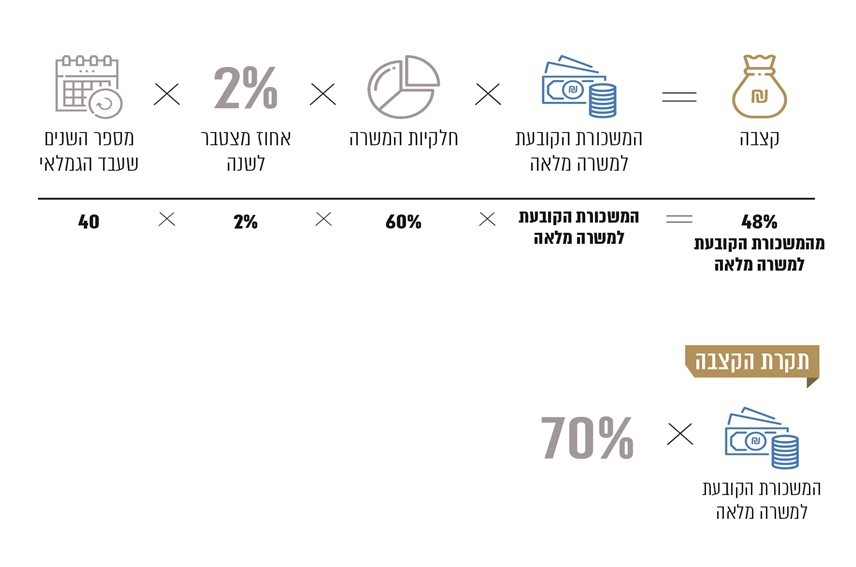 2%
מספר השנים
שעבד הגמלאי
אחוז מצטבר
לשנה
חלקיות המשרה
המשכורת הקובעת
למשרה מלאה
קצבה
40 × 2% × 60% ×
המשכורת הקובעת
למשרה מלאה
=
48%
מהמשכורת הקובעת
למשרה מלאה
תקרת הקצבה
70% ×
המשכורת הקובעת
למשרה מלאה